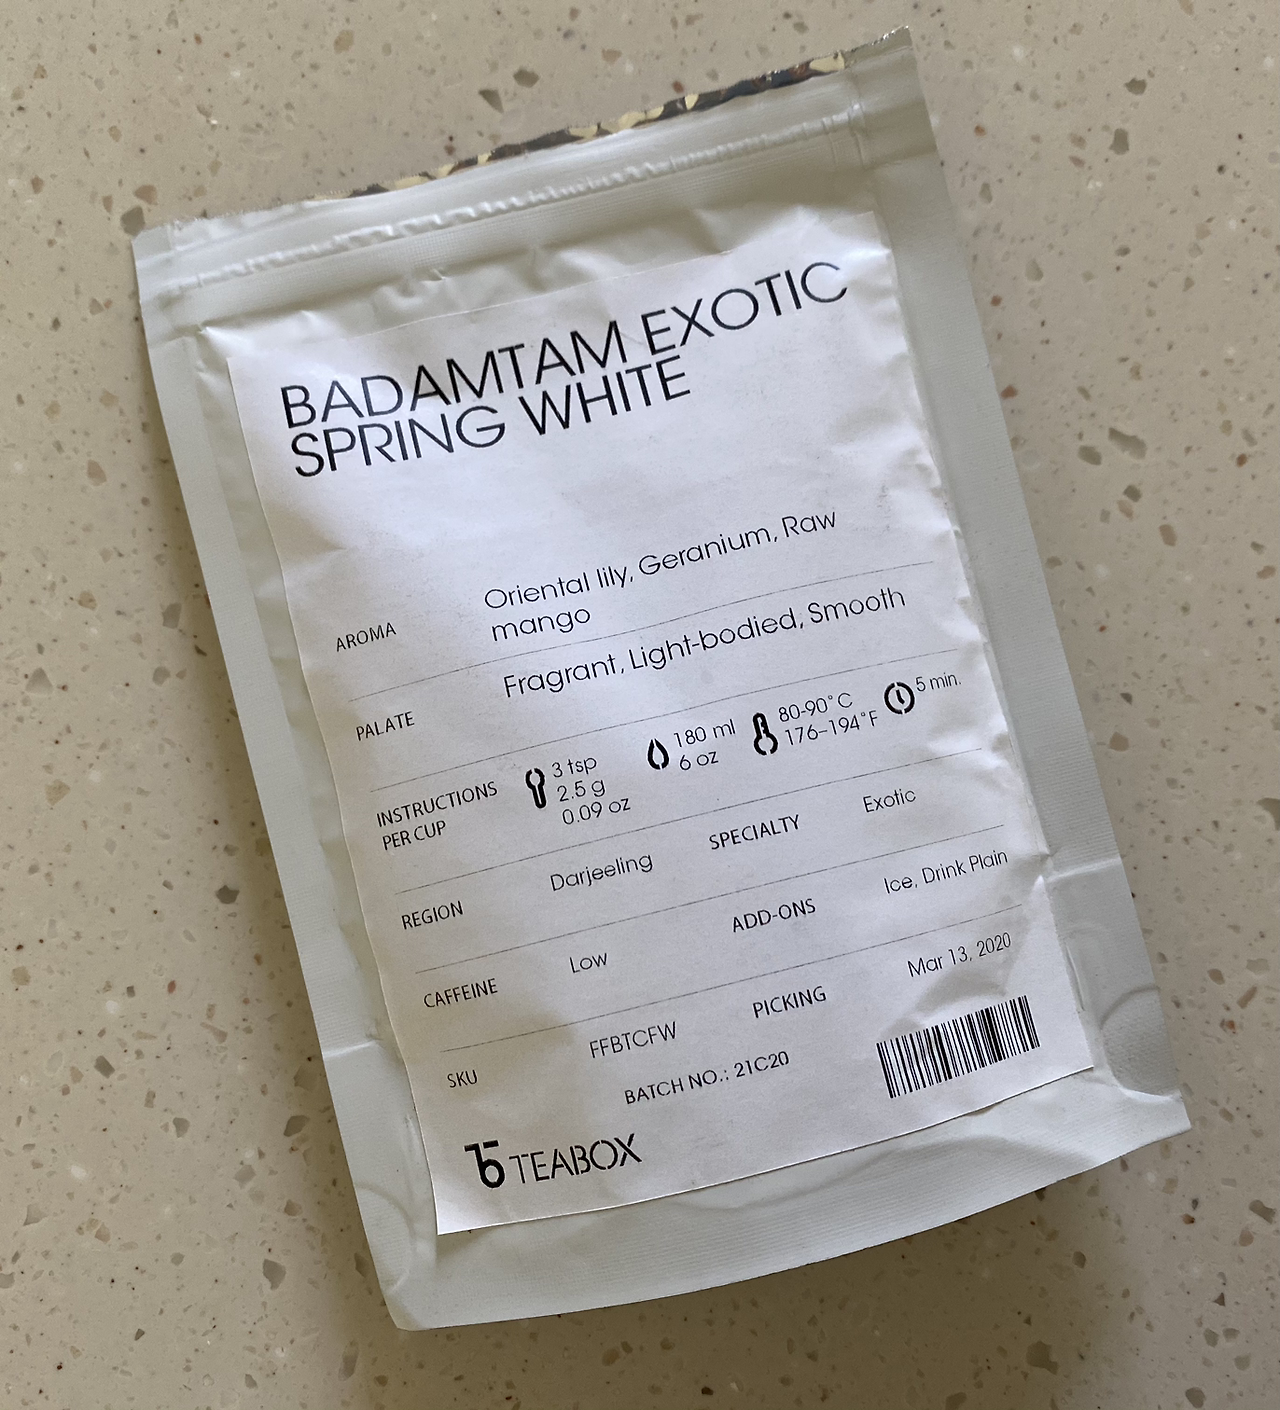 BADAMTAM EXOTIC
SPRING WHITE
AROMA Oriental lily, Geranium, Raw
mango
PALATE Fragrant, Light-bodied, Smooth
INSTRUCTIONS
PER CUP
3 tsp
2.5 g
0.09 oz
180 ml
6 oz
80-90°C
176–194°F
5 min.
REGION Darjeeling SPECIALTY Exotic
CAFFEINE Low ADD-ONS Ice, Drink Plain
SKU FFBTCFW PICKING Mar 13, 2020
BATCH NO.: 21C20
tb TEABOX